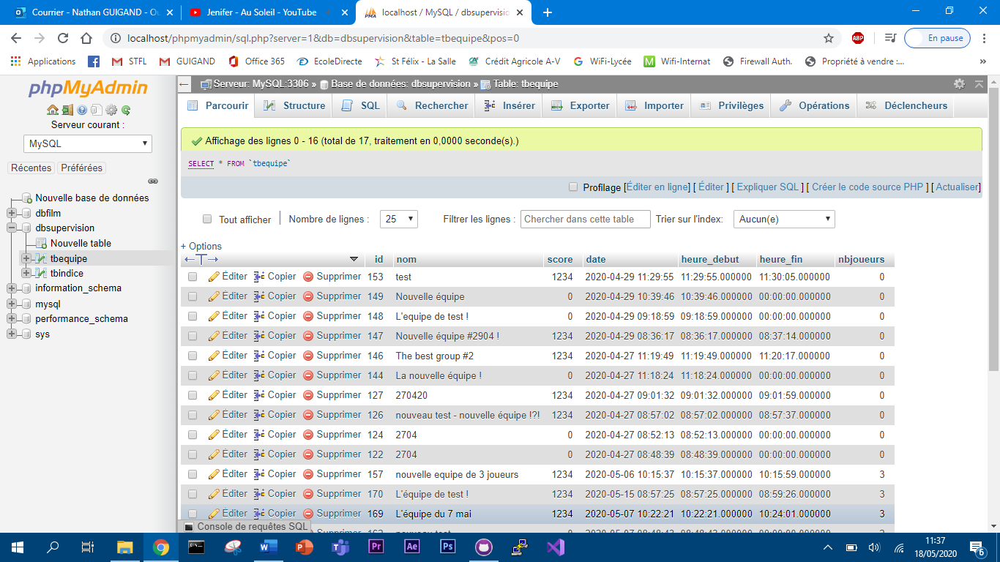 Courrier - Nathan GUIGAND - Ou
Jenifer - Au Soleil - YouTube
localhost / MySQL / dbsupervisio
localhost/phpmyadmin/sql.php?server=1&db=dbsupervision&table=tbequipe&pos=0
ABP
En pause
Applications
STFL
GUIGAND
Office 365
EcoleDirecte
St Félix - La Salle
Crédit Agricole A-V
WiFi-Lycée
Wifi-Internat
Firewall Auth.
Propriété à vendre :...
»
phpMyAdmin
Serveur courant :
MySQL
Récentes Préférées
Nouvelle base de données
dbfilm
dbsupervision
Nouvelle table
tbequipe
tbindice
information_schema
mysql
performance_schema
sys
Serveur: MySQL:3306 » Base de données: dbsupervision » Table: tbequipe
Parcourir Structure SQL Rechercher Insérer Exporter Importer Privilèges Opérations Déclencheurs
Affichage des lignes 0 - 16 (total de 17, traitement en 0,0000 seconde(s).)
SELECT * FROM `tbequipe`
Profilage [Éditer en ligne] [ Éditer ] [ Expliquer SQL ] [ Créer le code source PHP ] [ Actualiser]
Tout afficher Nombre de lignes : 25 Filtrer les lignes : Chercher dans cette table Trier sur l'index: Aucun(e)
+ Options
←T→ id nom score date heure_debut heure_fin nbjoueurs
Éditer Copier Supprimer 153 test 1234 2020-04-29 11:29:55 11:29:55.000000 11:30:05.000000 0
Éditer Copier Supprimer 149 Nouvelle équipe 0 2020-04-29 10:39:46 10:39:46.000000 00:00:00.000000 0
Éditer Copier Supprimer 148 L'equipe de test ! 0 2020-04-29 09:18:59 09:18:59.000000 00:00:00.000000 0
Éditer Copier Supprimer 147 Nouvelle équipe #2904 ! 1234 2020-04-29 08:36:17 08:36:17.000000 08:37:14.000000 0
Éditer Copier Supprimer 146 The best group #2 1234 2020-04-27 11:19:49 11:19:49.000000 11:20:17.000000 0
Éditer Copier Supprimer 144 La nouvelle équipe ! 0 2020-04-27 11:18:24 11:18:24.000000 00:00:00.000000 0
Éditer Copier Supprimer 127 270420 1234 2020-04-27 09:01:32 09:01:32.000000 09:01:59.000000 0
Éditer Copier Supprimer 126 nouveau test - nouvelle équipe !?! 1234 2020-04-27 08:57:02 08:57:02.000000 08:57:37.000000 0
Éditer Copier Supprimer 124 2704 0 2020-04-27 08:52:13 08:52:13.000000 00:00:00.000000 0
Éditer Copier Supprimer 122 2704 0 2020-04-27 08:48:39 08:48:39.000000 00:00:00.000000 0
Éditer Copier Supprimer 157 nouvelle equipe de 3 joueurs 1234 2020-05-06 10:15:37 10:15:37.000000 10:15:59.000000 3
Éditer Copier Supprimer 170 L'équipe de test ! 1234 2020-05-15 08:57:25 08:57:25.000000 08:59:26.000000 3
Éditer Copier Supprimer 169 L'équipe du 7 mai 1234 2020-05-07 10:22:21 10:22:21.000000 10:24:01.000000 3
Console de requêtes SQL
11:37
18/05/2020
6